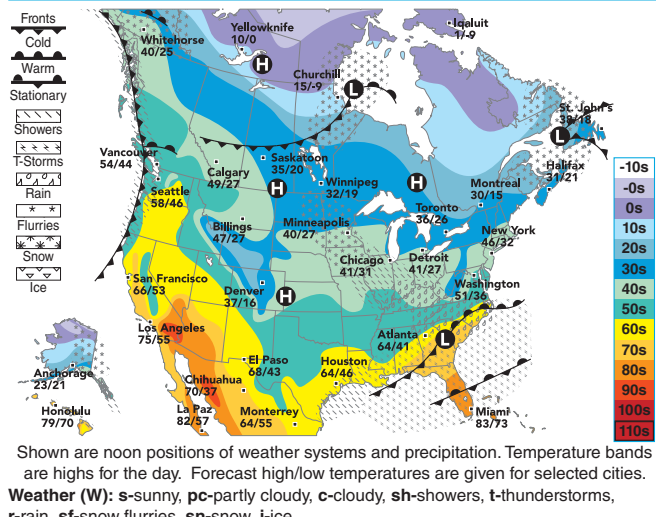 Fronts
Cold
Warm
Stationary
Showers
T-Storms
Rain
Flurries
Snow
Ice
Whitehorse
40/25
Yellowknife
10/0
Iqaluit
1/-9
H
Churchill
15/-9
L
St. John's
38/18
L
Vancouver
54/44
Calgary
49/27
Saskatoon
35/20
H
Winnipeg
32/19
H
Montreal
30/15
Halifax
31/21
Seattle
58/46
Billings
47/27
Minneapolis
40/27
Toronto
36/26
New York
46/32
Chicago
41/31
Detroit
41/27
San Francisco
66/53
Denver
37/16
H
Washington
51/36
Los Angeles
75/55
Atlanta
64/41
L
El Paso
68/43
Houston
64/46
Anchorage
23/21
Chihuahua
70/37
Honolulu
79/70
La Paz
82/57
Monterrey
64/55
Miami
83/73
-10s
-0s
0s
10s
20s
30s
40s
50s
60s
70s
80s
90s
100s
110s
Shown are noon positions of weather systems and precipitation. Temperature bands
are highs for the day. Forecast high/low temperatures are given for selected cities.
Weather (W): s-sunny, pc-partly cloudy, c-cloudy, sh-showers, t-thunderstorms,
r-rain, sf-snow flurries, sn-snow, i-ice